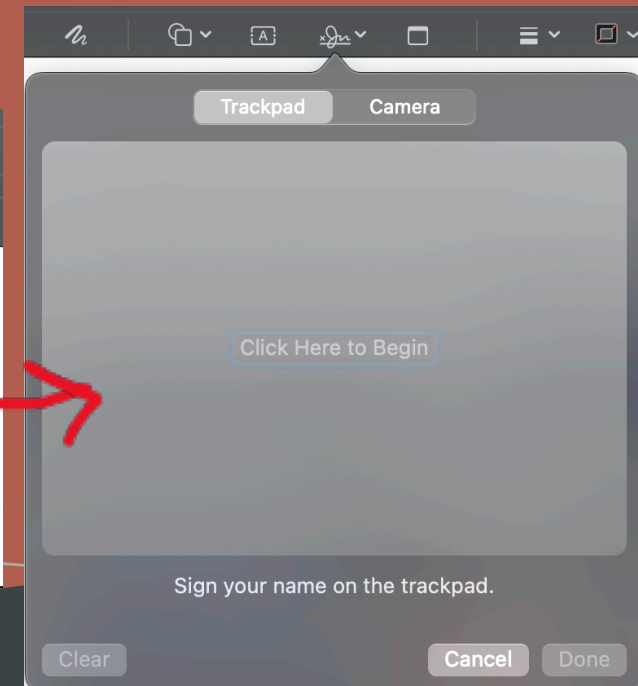 A
Trackpad Camera
Click Here to Begin
Sign your name on the trackpad.
Clear Cancel Done